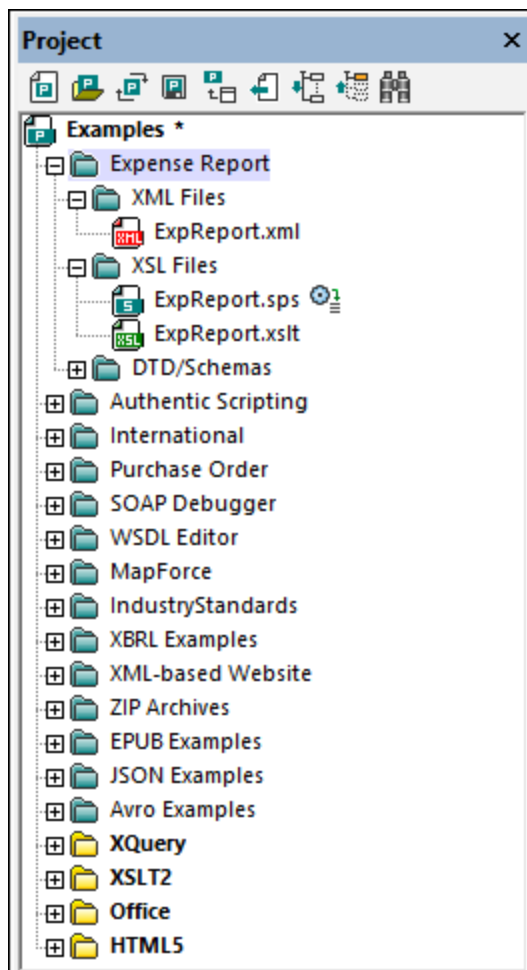 Project
Examples *
Expense Report
XML Files
ExpReport.xml
XSL Files
ExpReport.sps
ExpReport.xslt
DTD/Schemas
Authentic Scripting
International
Purchase Order
SOAP Debugger
WSDL Editor
MapForce
IndustryStandards
XBRL Examples
XML-based Website
ZIP Archives
EPUB Examples
JSON Examples
Avro Examples
XQuery
XSLT2
Office
HTML5